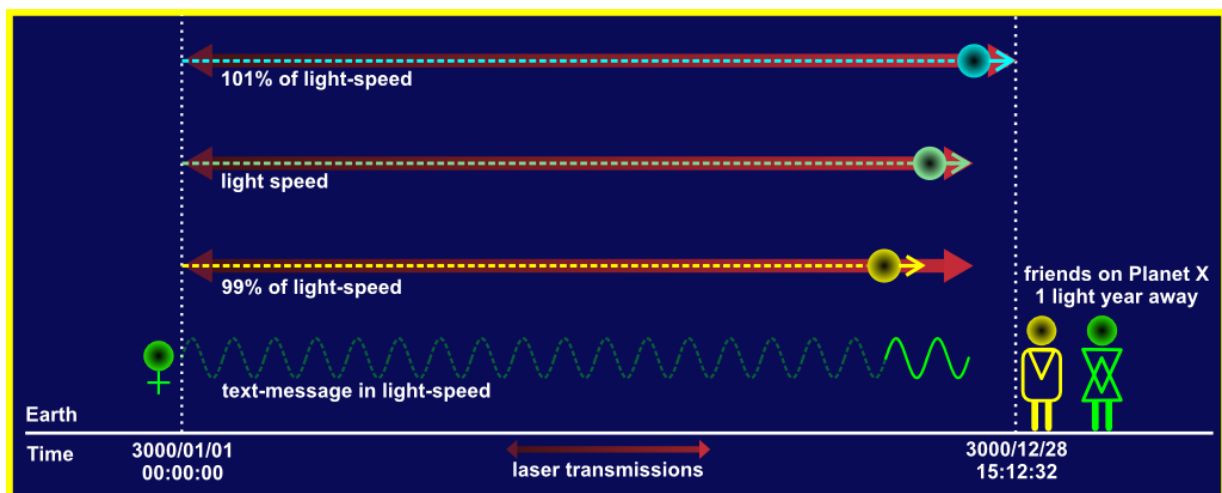 101% of light-speed
light speed
99% of light-speed
friends on Planet X
1 light year away
text-message in light-speed
Earth
Time
3000/01/01
00:00:00
laser transmissions
3000/12/28
15:12:32